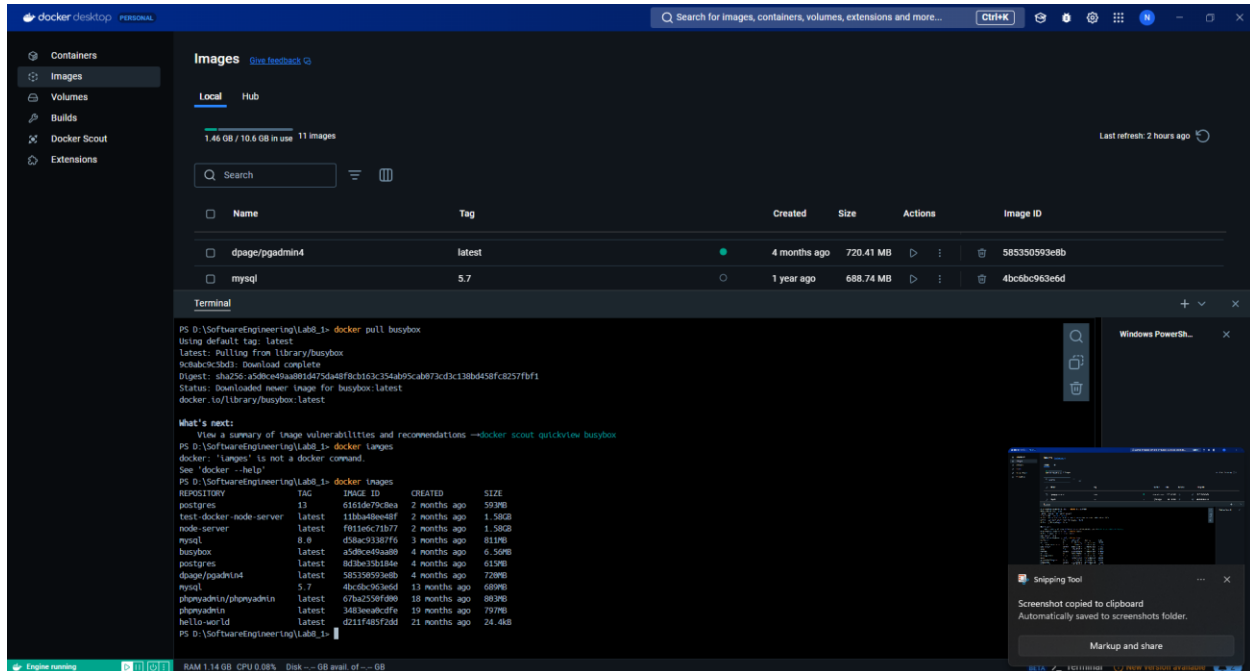 docker desktop PERSONAL
Search for images, containers, volumes, extensions and more... Ctrl+K N
Containers
Images
Volumes
Builds
Docker Scout
Extensions
Images Give feedback
Local Hub
1.46 GB / 10.6 GB in use 11 images
Last refresh: 2 hours ago
Search
Name Tag Created Size Actions Image ID
dpage/pgadmin4 latest 4 months ago 720.41 MB 585350593e8b
mysql 5.7 1 year ago 688.74 MB 4bc6bc963e6d
Terminal
Windows PowerSh...
PS D:\SoftwareEngineering\Lab8_1> docker pull busybox
Using default tag: latest
latest: Pulling from library/busybox
9c0abc9c5bd3: Download complete
Digest: sha256:a5d0ce49aa801d475da48f8cb163c354ab95cab073cd3c138bd458fc8257fbf1
Status: Downloaded newer image for busybox:latest
docker.io/library/busybox:latest
What's next:
View a summary of image vulnerabilities and recommendations → docker scout quickview busybox
PS D:\SoftwareEngineering\Lab8_1> docker iamges
docker: 'iamges' is not a docker command.
See 'docker --help'
PS D:\SoftwareEngineering\Lab8_1> docker images
REPOSITORY TAG IMAGE ID CREATED SIZE
postgres 13 6161de79c8ea 2 months ago 593MB
test-docker-node-server latest 11bba48ee48f 2 months ago 1.58GB
node-server latest f011e6c71b77 2 months ago 1.58GB
mysql 8.0 d58ac93387f6 3 months ago 811MB
busybox latest a5d0ce49aa80 4 months ago 6.56MB
postgres latest 8d3be35b184e 4 months ago 615MB
dpage/pgadmin4 latest 585350593e8b 4 months ago 720MB
mysql 5.7 4bc6bc963e6d 13 months ago 689MB
phpmyadmin/phpmyadmin latest 67ba2550fd00 18 months ago 803MB
phpmyadmin latest 3483eea0cdfe 19 months ago 797MB
hello-world latest d211f485f2dd 21 months ago 24.4kB
PS D:\SoftwareEngineering\Lab8_1>
Snipping Tool
Screenshot copied to clipboard
Automatically saved to screenshots folder.
Markup and share
Engine running RAM 1.14 GB CPU 0.08% Disk --.-- GB avail. of --.-- GB BETA Terminal New version available